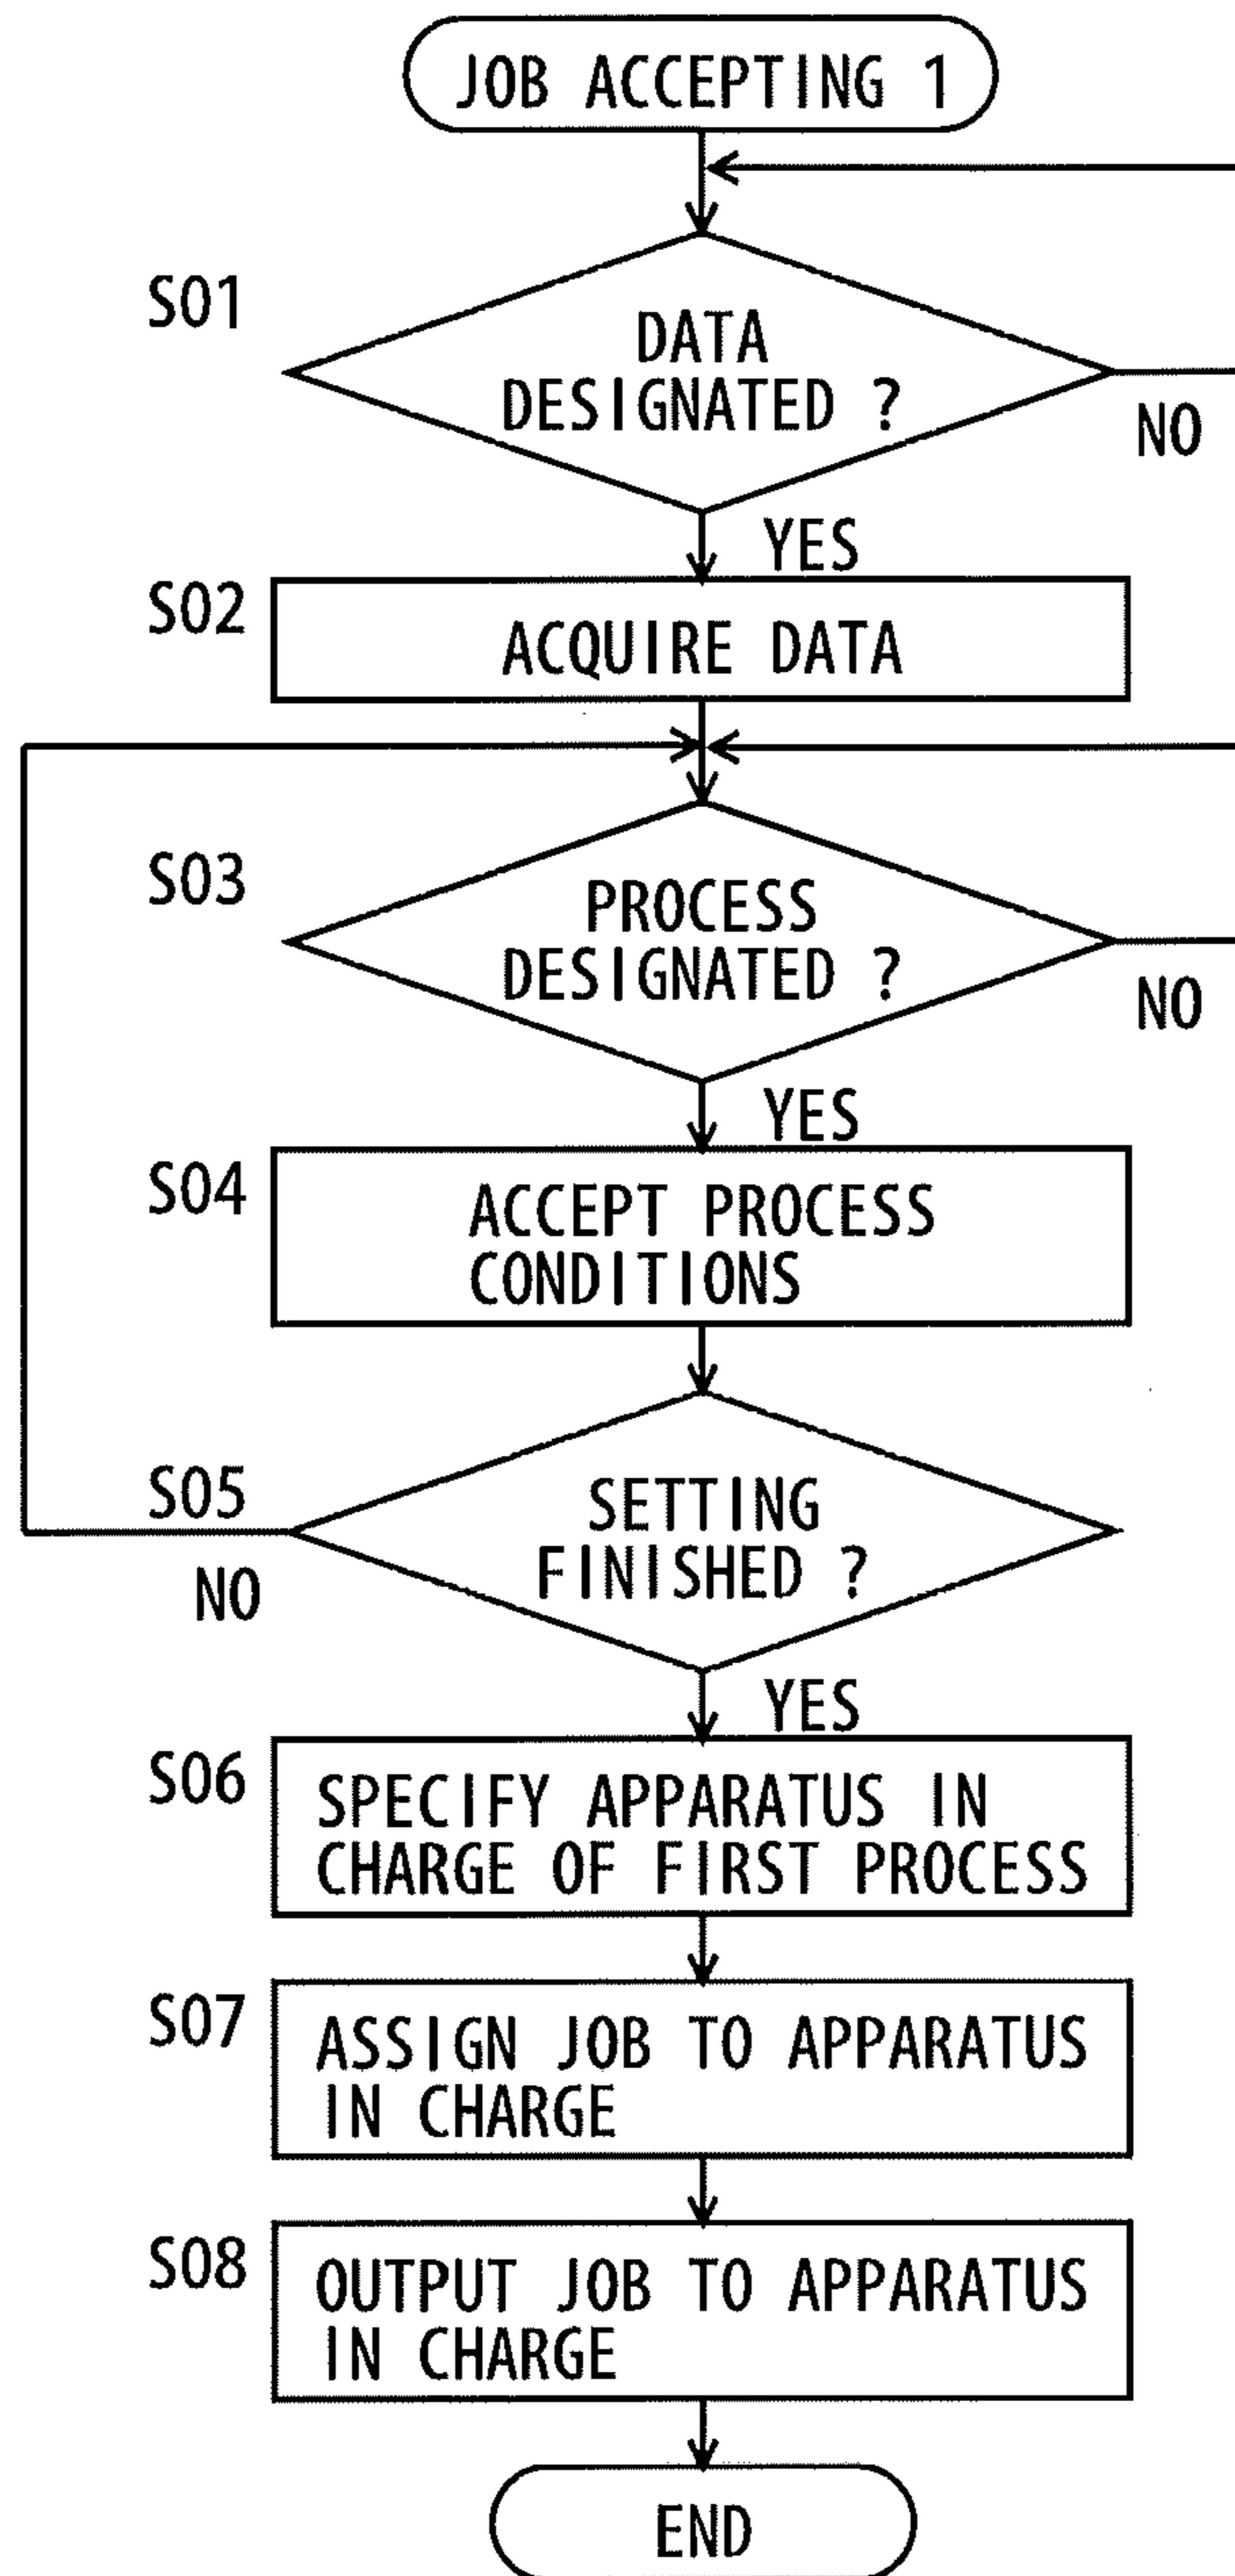 JOB ACCEPTING 1
S01
DATA
DESIGNATED ?
NO
YES
S02
ACQUIRE DATA
S03
PROCESS
DESIGNATED ?
NO
YES
S04
ACCEPT PROCESS
CONDITIONS
S05
SETTING
FINISHED ?
NO
YES
S06
SPECIFY APPARATUS IN
CHARGE OF FIRST PROCESS
S07
ASSIGN JOB TO APPARATUS
IN CHARGE
S08
OUTPUT JOB TO APPARATUS
IN CHARGE
END